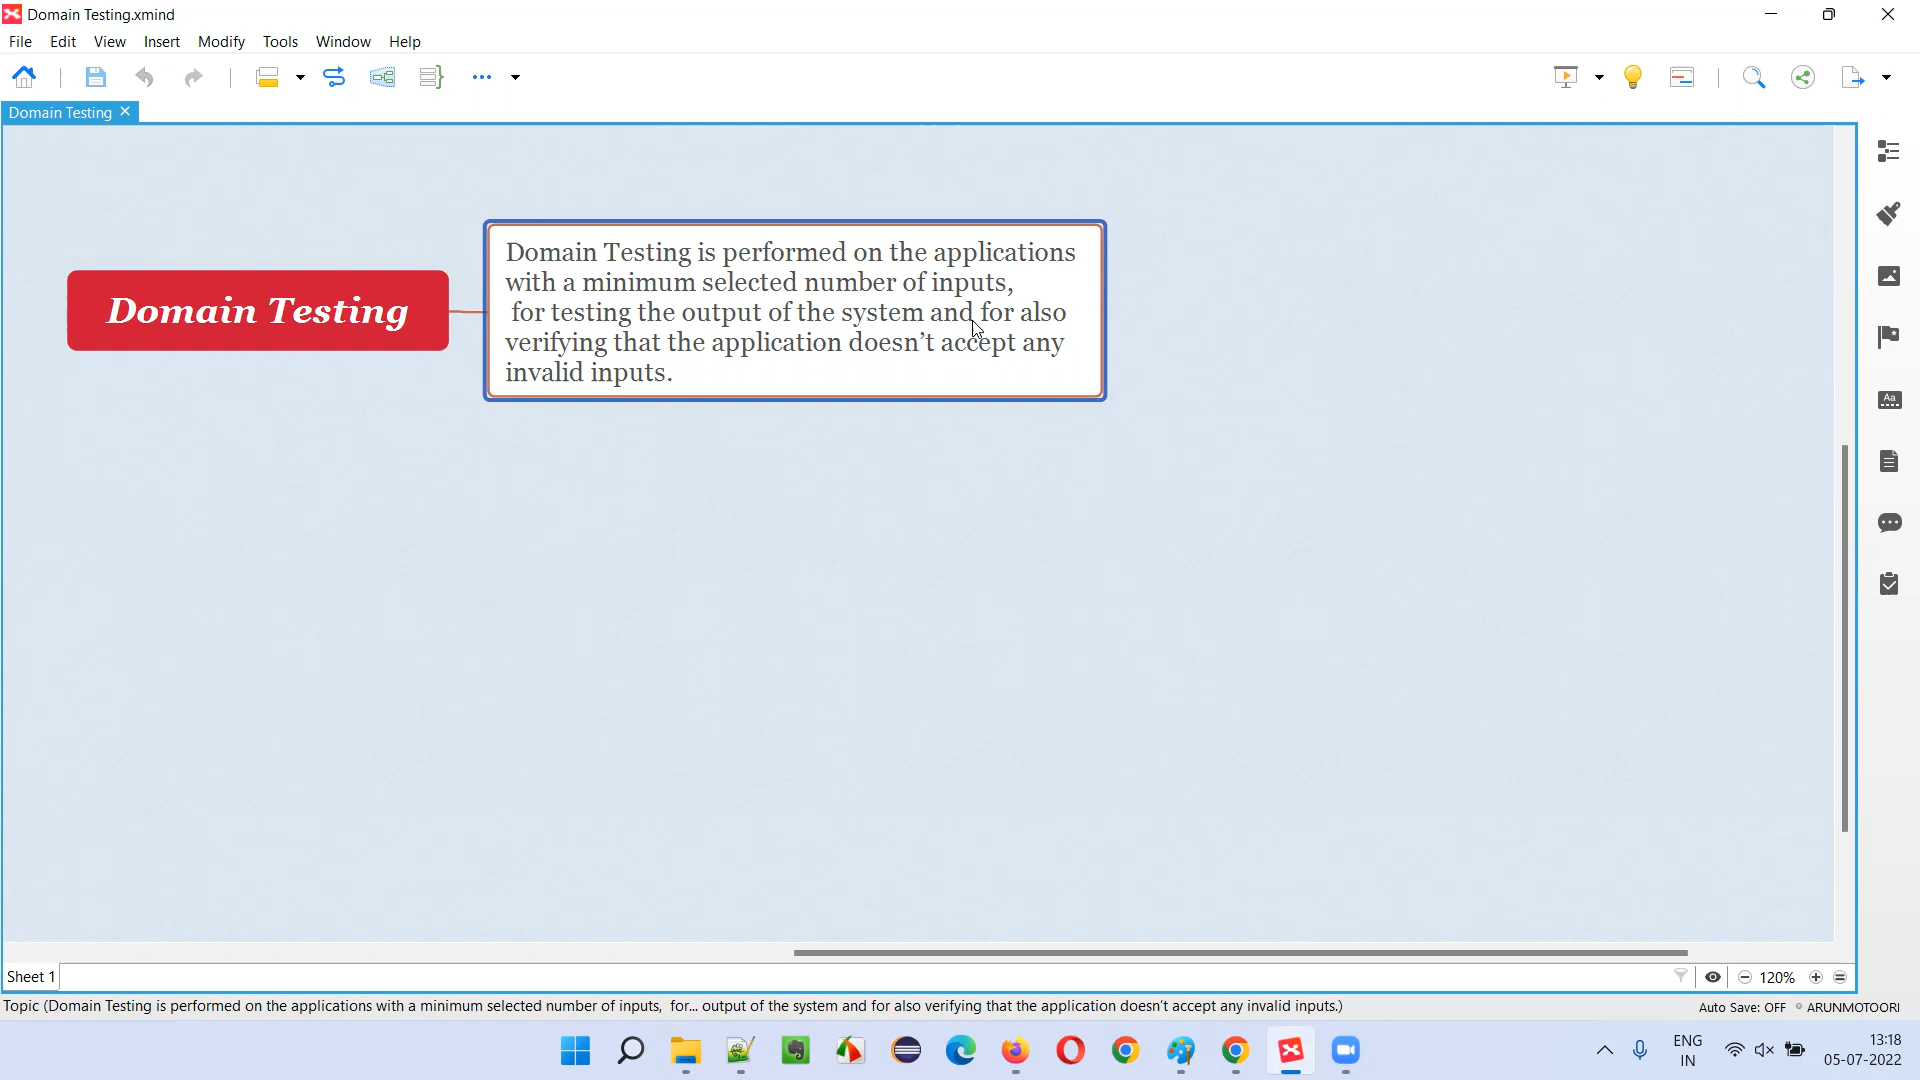 Domain Testing.xmind
File Edit View Insert Modify Tools Window Help
Domain Testing
Domain Testing
Domain Testing is performed on the applications
with a minimum selected number of inputs,
for testing the output of the system and for also
verifying that the application doesn’t accept any
invalid inputs.
Aa
Sheet 1
120%
Topic (Domain Testing is performed on the applications with a minimum selected number of inputs,  for... output of the system and for also verifying that the application doesn't accept any invalid inputs.)
Auto Save: OFF ARUNMOTOORI
ENG
IN
13:18
05-07-2022